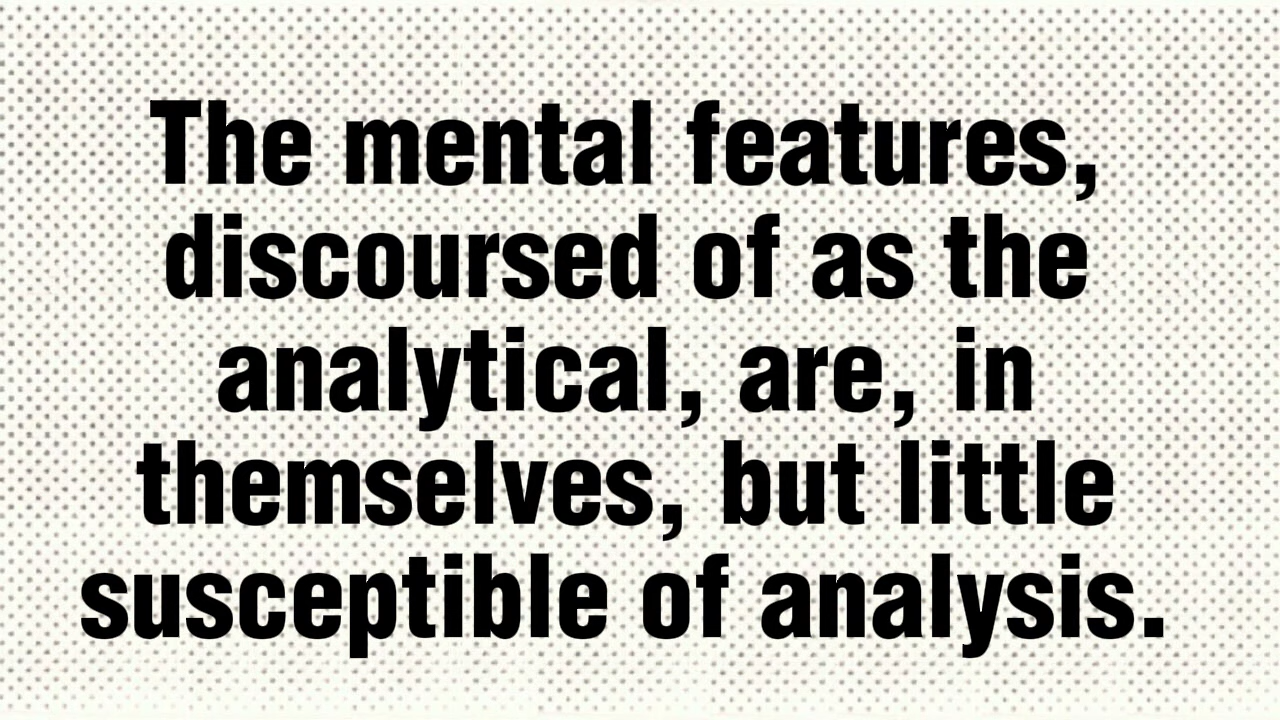 The mental features,
discoursed of as the
analytical, are, in
themselves, but little
susceptible of analysis.